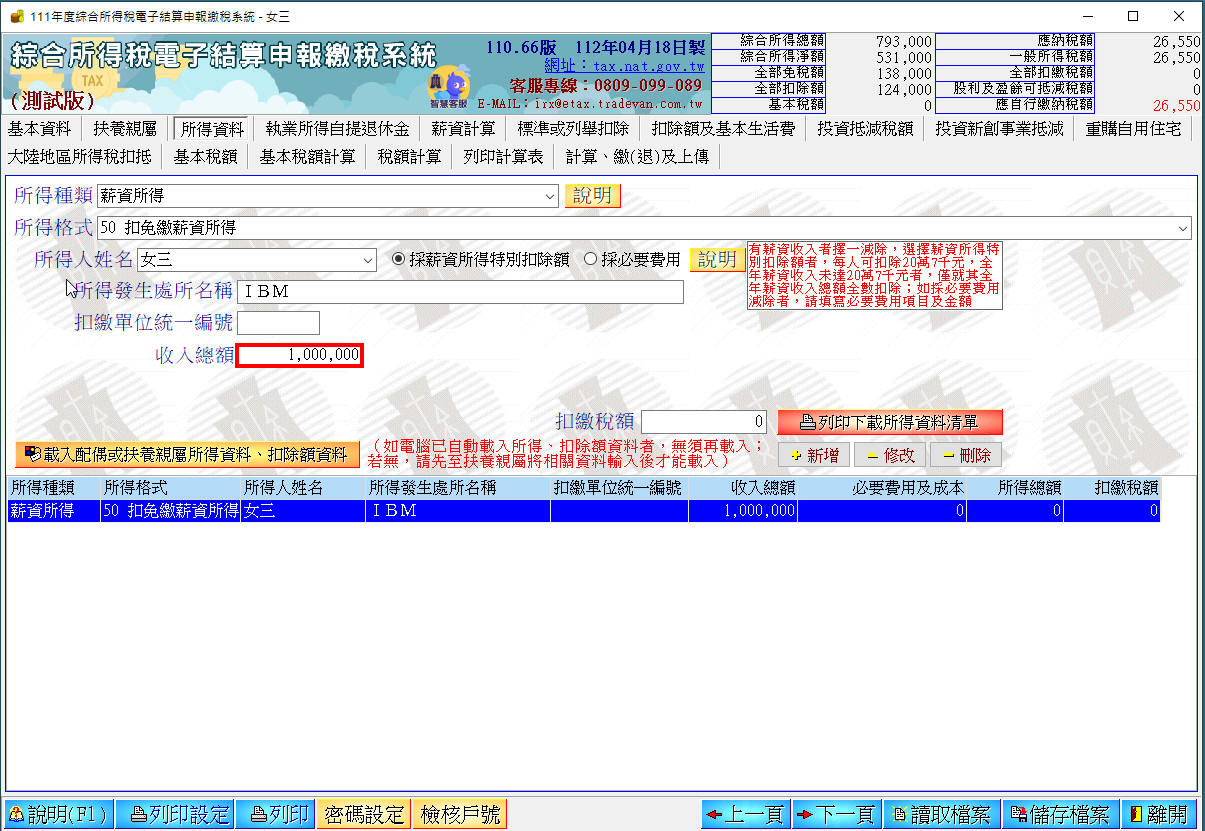 111年度綜合所得稅電子結算申報繳稅系統 - 女三
綜合所得稅電子結算申報繳稅系統
TAX
(測試版)
智慧客服
110.66版 112年04月18日製
網址：tax.nat.gov.tw
客服專線：0809-099-089
E-MAIL：irx@etax.tradevan.com.tw
綜合所得總額 793,000 應納稅額 26,550
綜合所得淨額 531,000 一般所得稅額 26,550
全部免稅額 138,000 全部扣繳稅額 0
全部扣除額 124,000 股利及盈餘可抵減稅額 0
基本稅額 0 應自行繳納稅額 26,550
基本資料 扶養親屬 所得資料 執業所得自提退休金 薪資計算 標準或列舉扣除 扣除額及基本生活費 投資抵減稅額 投資新創事業抵減 重購自用住宅
大陸地區所得稅扣抵 基本稅額 基本稅額計算 稅額計算 列印計算表 計算、繳(退)及上傳
所得種類 薪資所得 說明
所得格式 50 扣免繳薪資所得
所得人姓名 女三 採薪資所得特別扣除額 採必要費用 說明
有薪資收入者擇一減除，選擇薪資所得特
別扣除額者，每人可扣除20萬7千元，全
年薪資收入未達20萬7千元者，僅就其全
年薪資收入總額全數扣除；如採必要費用
減除者，請填寫必要費用項目及金額
所得發生處所名稱 ＩＢＭ
扣繳單位統一編號
收入總額 1,000,000
扣繳稅額 0 列印下載所得資料清單
載入配偶或扶養親屬所得資料、扣除額資料
（如電腦已自動載入所得、扣除額資料者，無須再載入；
若無，請先至扶養親屬將相關資料輸入後才能載入）
新增 修改 刪除
所得種類 所得格式 所得人姓名 所得發生處所名稱 扣繳單位統一編號 收入總額 必要費用及成本 所得總額 扣繳稅額
薪資所得 50 扣免繳薪資所得 女三 ＩＢＭ 1,000,000 0 0 0
說明(F1) 列印設定 列印 密碼設定 檢核戶號 上一頁 下一頁 讀取檔案 儲存檔案 離開